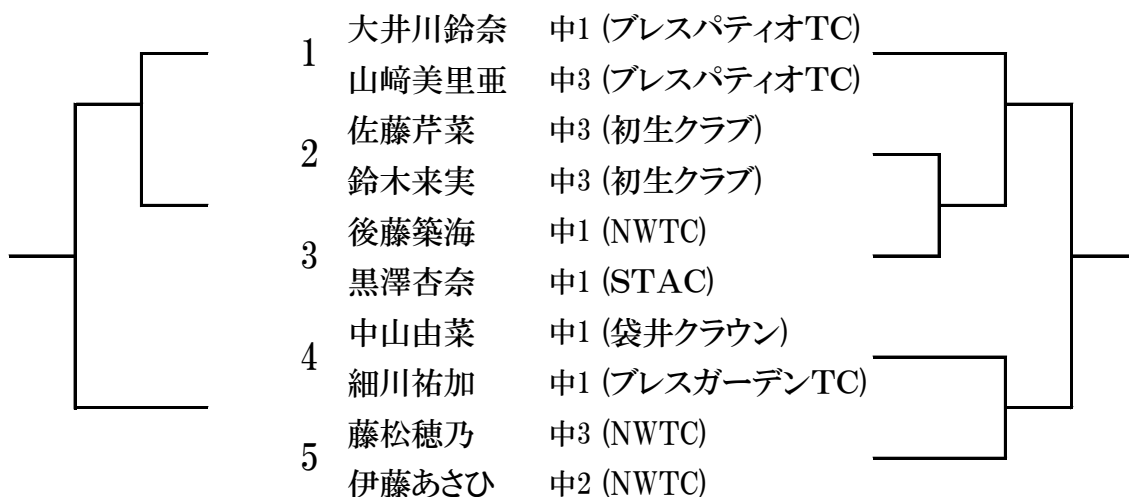 1
大井川鈴奈 中1 (ブレスパティオTC)
山﨑美里亜 中3 (ブレスパティオTC)
2
佐藤芹菜 中3 (初生クラブ)
鈴木来実 中3 (初生クラブ)
3
後藤築海 中1 (NWTC)
黒澤杏奈 中1 (STAC)
4
中山由菜 中1 (袋井クラウン)
細川祐加 中1 (ブレスガーデンTC)
5
藤松穂乃 中3 (NWTC)
伊藤あさひ 中2 (NWTC)